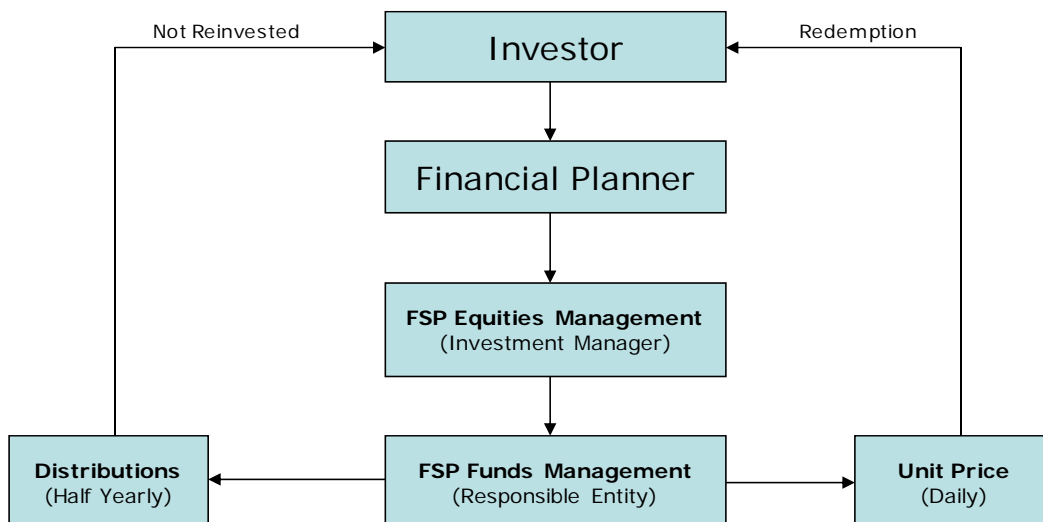 Not Reinvested
Investor
Redemption
Financial Planner
FSP Equities Management
(Investment Manager)
Distributions
(Half Yearly)
FSP Funds Management
(Responsible Entity)
Unit Price
(Daily)